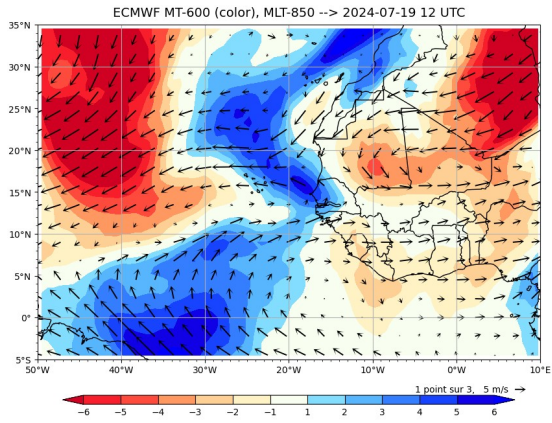 ECMWF MT-600 (color), MLT-850 --> 2024-07-19 12 UTC
35°N
30°N
25°N
20°N
15°N
10°N
5°N
0°
5°S
50°W 40°W 30°W 20°W 10°W 0°W 10°E
1 point sur 3, 5 m/s
−6 −5 −4 −3 −2 −1 1 2 3 4 5 6